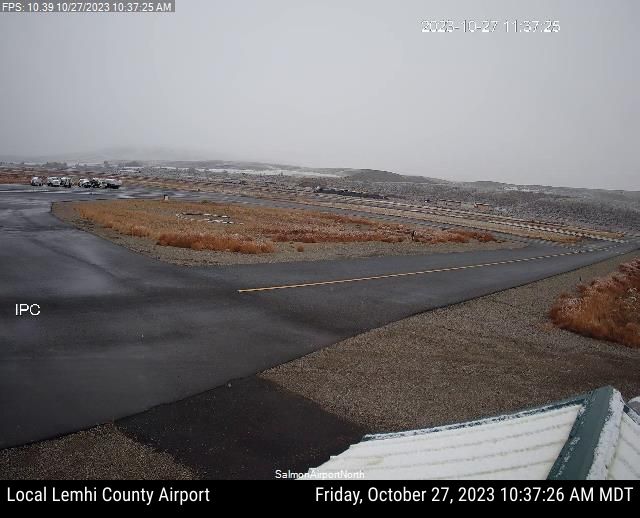 FPS: 10.39 10/27/2023 10:37:25 AM
2023-10-27 11:37:25
IPC
SalmonAirportNorth
Local Lemhi County Airport Friday, October 27, 2023 10:37:26 AM MDT